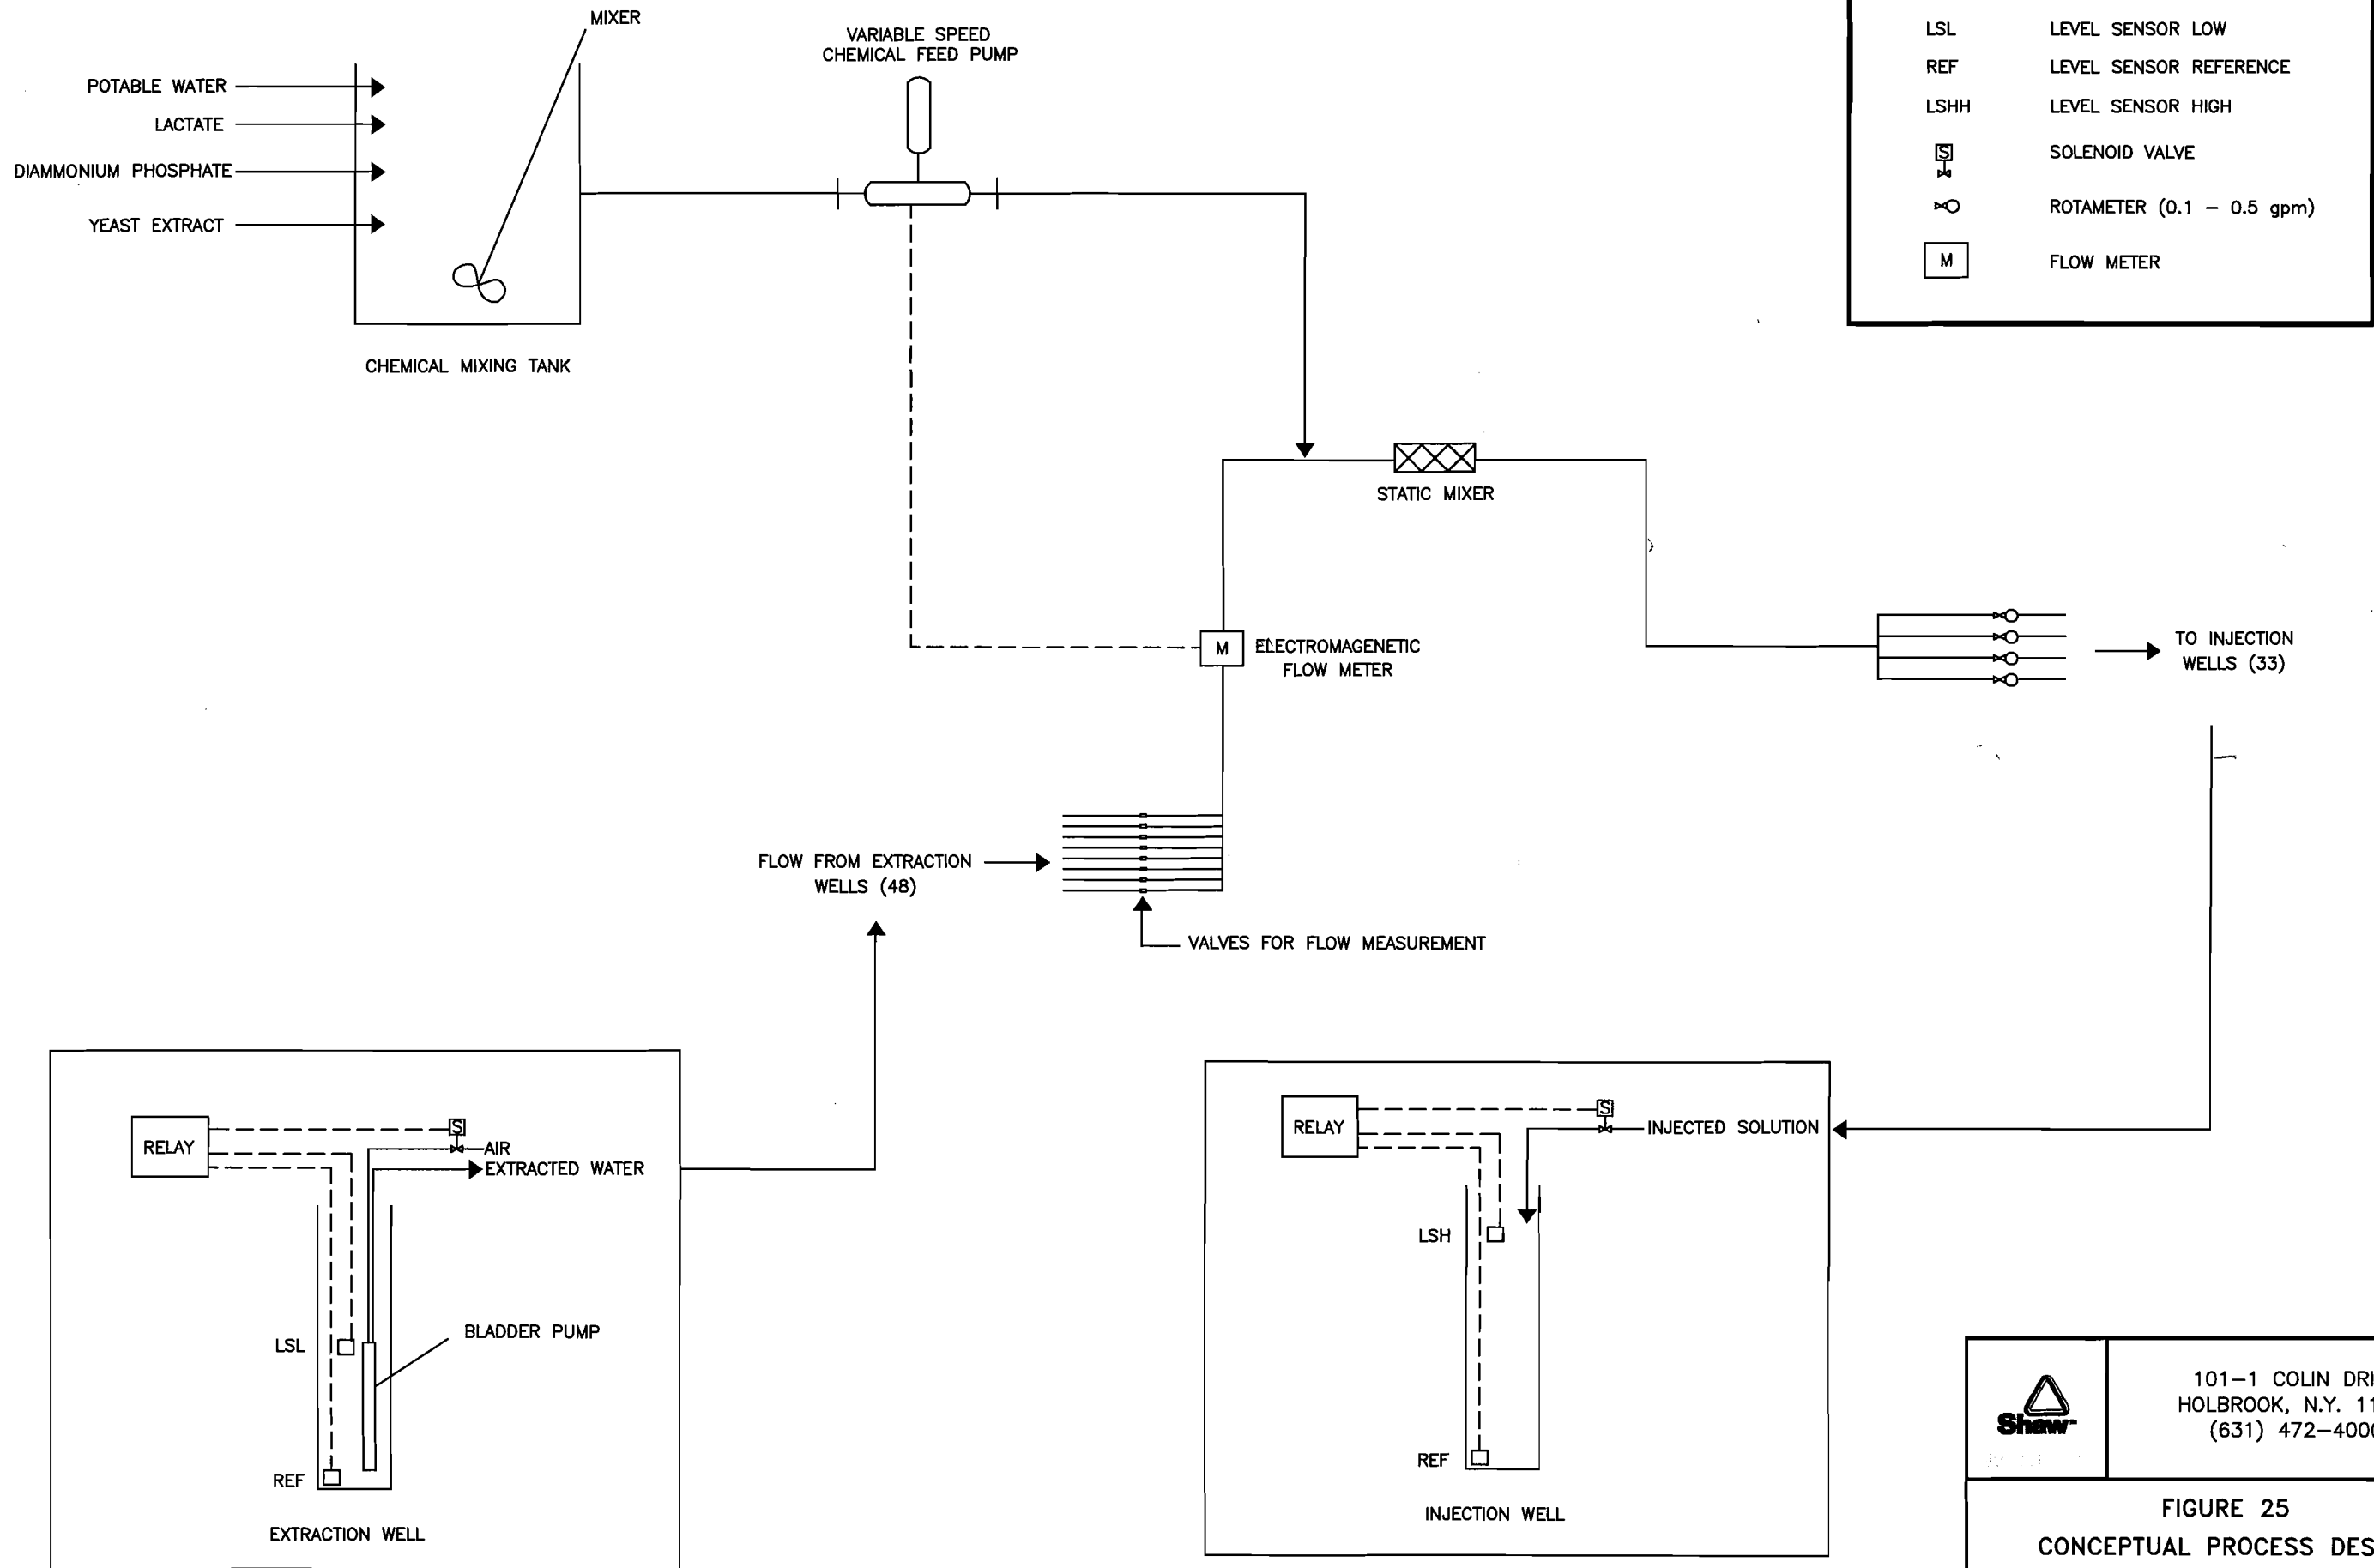 MIXER
VARIABLE SPEED
CHEMICAL FEED PUMP
POTABLE WATER
LACTATE
DIAMMONIUM PHOSPHATE
YEAST EXTRACT
CHEMICAL MIXING TANK
LSL LEVEL SENSOR LOW
REF LEVEL SENSOR REFERENCE
LSHH LEVEL SENSOR HIGH
S SOLENOID VALVE
ROTAMETER (0.1 – 0.5 gpm)
M FLOW METER
STATIC MIXER
M ELECTROMAGENETIC
FLOW METER
TO INJECTION
WELLS (33)
FLOW FROM EXTRACTION
WELLS (48)
VALVES FOR FLOW MEASUREMENT
RELAY
S
AIR
EXTRACTED WATER
LSL
BLADDER PUMP
REF
EXTRACTION WELL
RELAY
S
INJECTED SOLUTION
LSH
REF
INJECTION WELL
Shaw™
101–1 COLIN DRI
HOLBROOK, N.Y. 11
(631) 472–400
FIGURE 25
CONCEPTUAL PROCESS DES